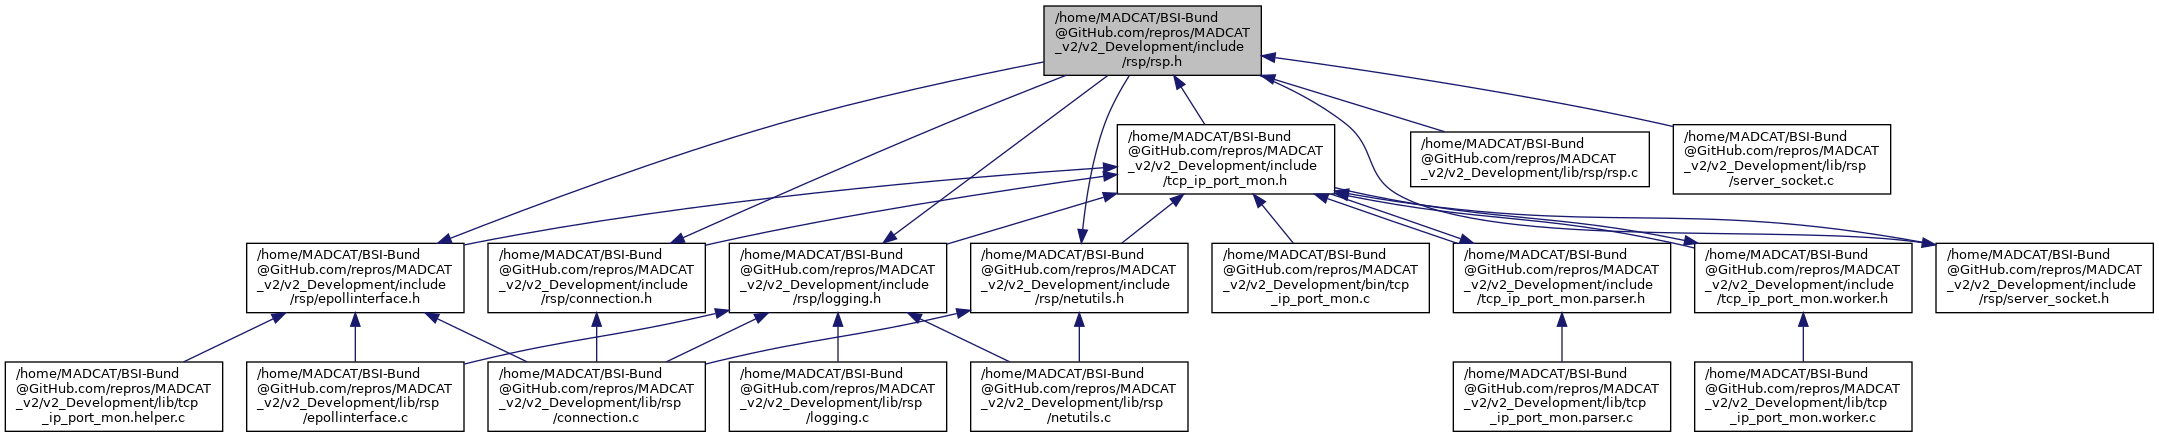 /home/MADCAT/BSI-Bund
@GitHub.com/repros/MADCAT
_v2/v2_Development/include
/rsp/rsp.h
/home/MADCAT/BSI-Bund
@GitHub.com/repros/MADCAT
_v2/v2_Development/include
/tcp_ip_port_mon.h
/home/MADCAT/BSI-Bund
@GitHub.com/repros/MADCAT
_v2/v2_Development/lib/rsp/rsp.c
/home/MADCAT/BSI-Bund
@GitHub.com/repros/MADCAT
_v2/v2_Development/lib/rsp
/server_socket.c
/home/MADCAT/BSI-Bund
@GitHub.com/repros/MADCAT
_v2/v2_Development/include
/rsp/epollinterface.h
/home/MADCAT/BSI-Bund
@GitHub.com/repros/MADCAT
_v2/v2_Development/include
/rsp/connection.h
/home/MADCAT/BSI-Bund
@GitHub.com/repros/MADCAT
_v2/v2_Development/include
/rsp/logging.h
/home/MADCAT/BSI-Bund
@GitHub.com/repros/MADCAT
_v2/v2_Development/include
/rsp/netutils.h
/home/MADCAT/BSI-Bund
@GitHub.com/repros/MADCAT
_v2/v2_Development/bin/tcp
_ip_port_mon.c
/home/MADCAT/BSI-Bund
@GitHub.com/repros/MADCAT
_v2/v2_Development/include
/tcp_ip_port_mon.parser.h
/home/MADCAT/BSI-Bund
@GitHub.com/repros/MADCAT
_v2/v2_Development/include
/tcp_ip_port_mon.worker.h
/home/MADCAT/BSI-Bund
@GitHub.com/repros/MADCAT
_v2/v2_Development/include
/rsp/server_socket.h
/home/MADCAT/BSI-Bund
@GitHub.com/repros/MADCAT
_v2/v2_Development/lib/tcp
_ip_port_mon.helper.c
/home/MADCAT/BSI-Bund
@GitHub.com/repros/MADCAT
_v2/v2_Development/lib/rsp
/epollinterface.c
/home/MADCAT/BSI-Bund
@GitHub.com/repros/MADCAT
_v2/v2_Development/lib/rsp
/connection.c
/home/MADCAT/BSI-Bund
@GitHub.com/repros/MADCAT
_v2/v2_Development/lib/rsp
/logging.c
/home/MADCAT/BSI-Bund
@GitHub.com/repros/MADCAT
_v2/v2_Development/lib/rsp
/netutils.c
/home/MADCAT/BSI-Bund
@GitHub.com/repros/MADCAT
_v2/v2_Development/lib/tcp
_ip_port_mon.parser.c
/home/MADCAT/BSI-Bund
@GitHub.com/repros/MADCAT
_v2/v2_Development/lib/tcp
_ip_port_mon.worker.c